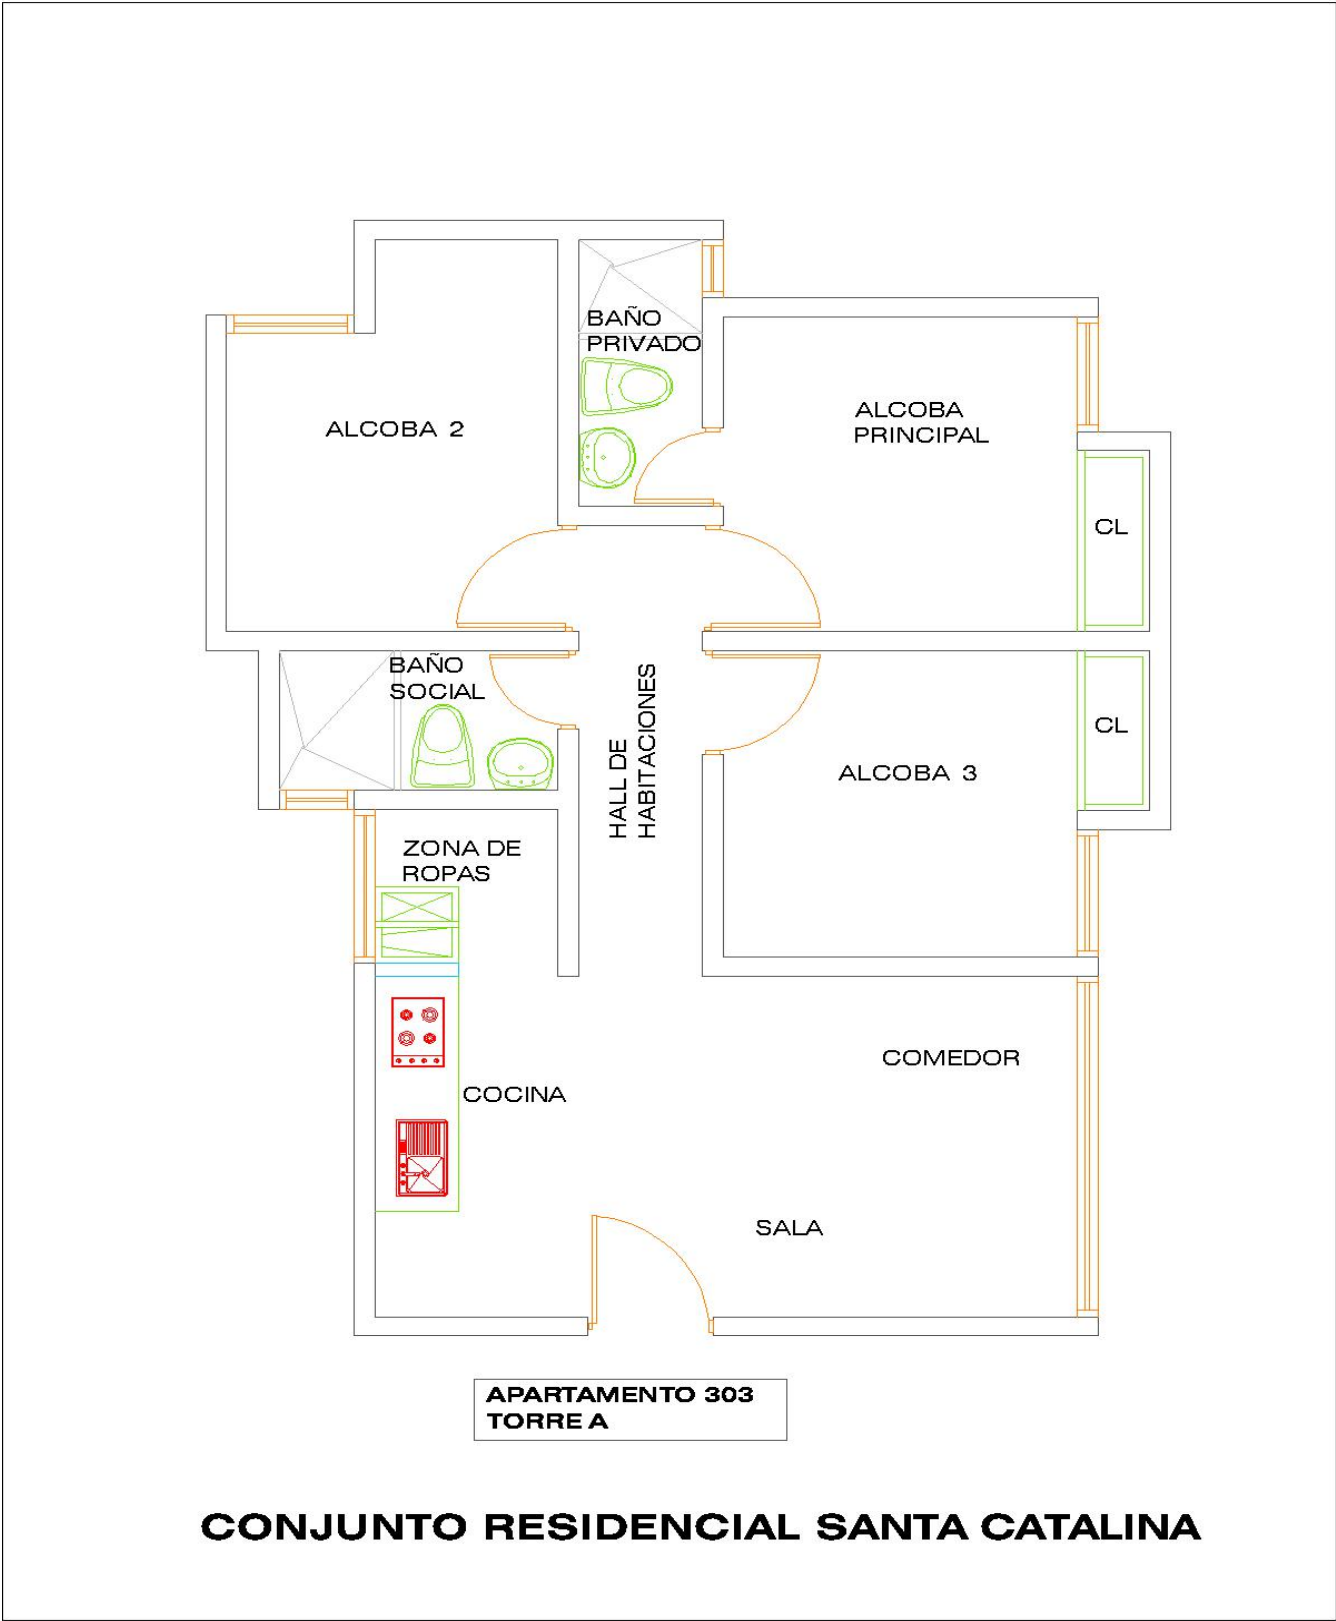 BAÑO
PRIVADO
ALCOBA 2
ALCOBA
PRINCIPAL
CL
BAÑO
SOCIAL
HALL DE
HABITACIONES
CL
ALCOBA 3
ZONA DE
ROPAS
COMEDOR
COCINA
SALA
APARTAMENTO 303
TORRE A
CONJUNTO RESIDENCIAL SANTA CATALINA